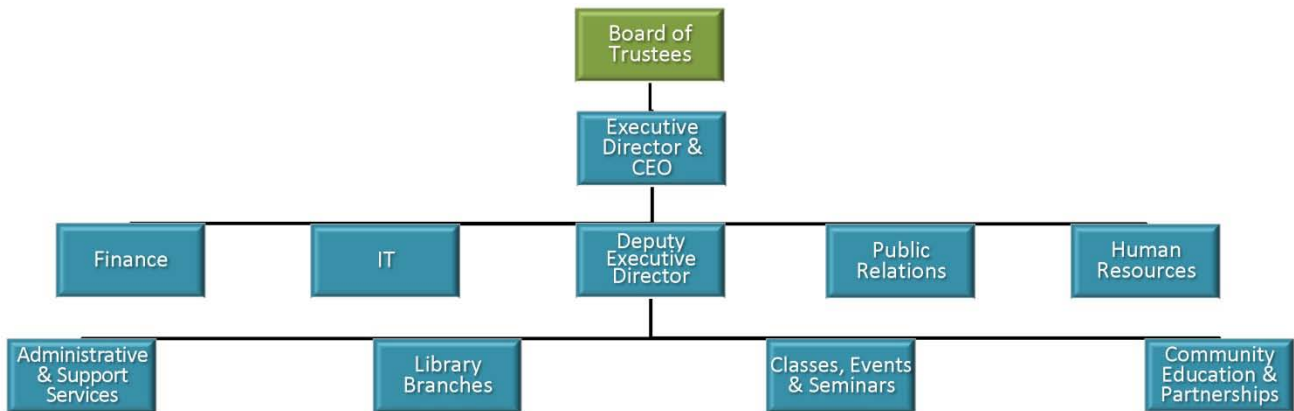 Board of
Trustees
Executive
Director &
CEO
Finance
IT
Deputy
Executive
Director
Public
Relations
Human
Resources
Administrative
& Support
Services
Library
Branches
Classes, Events
& Seminars
Community
Education &
Partnerships